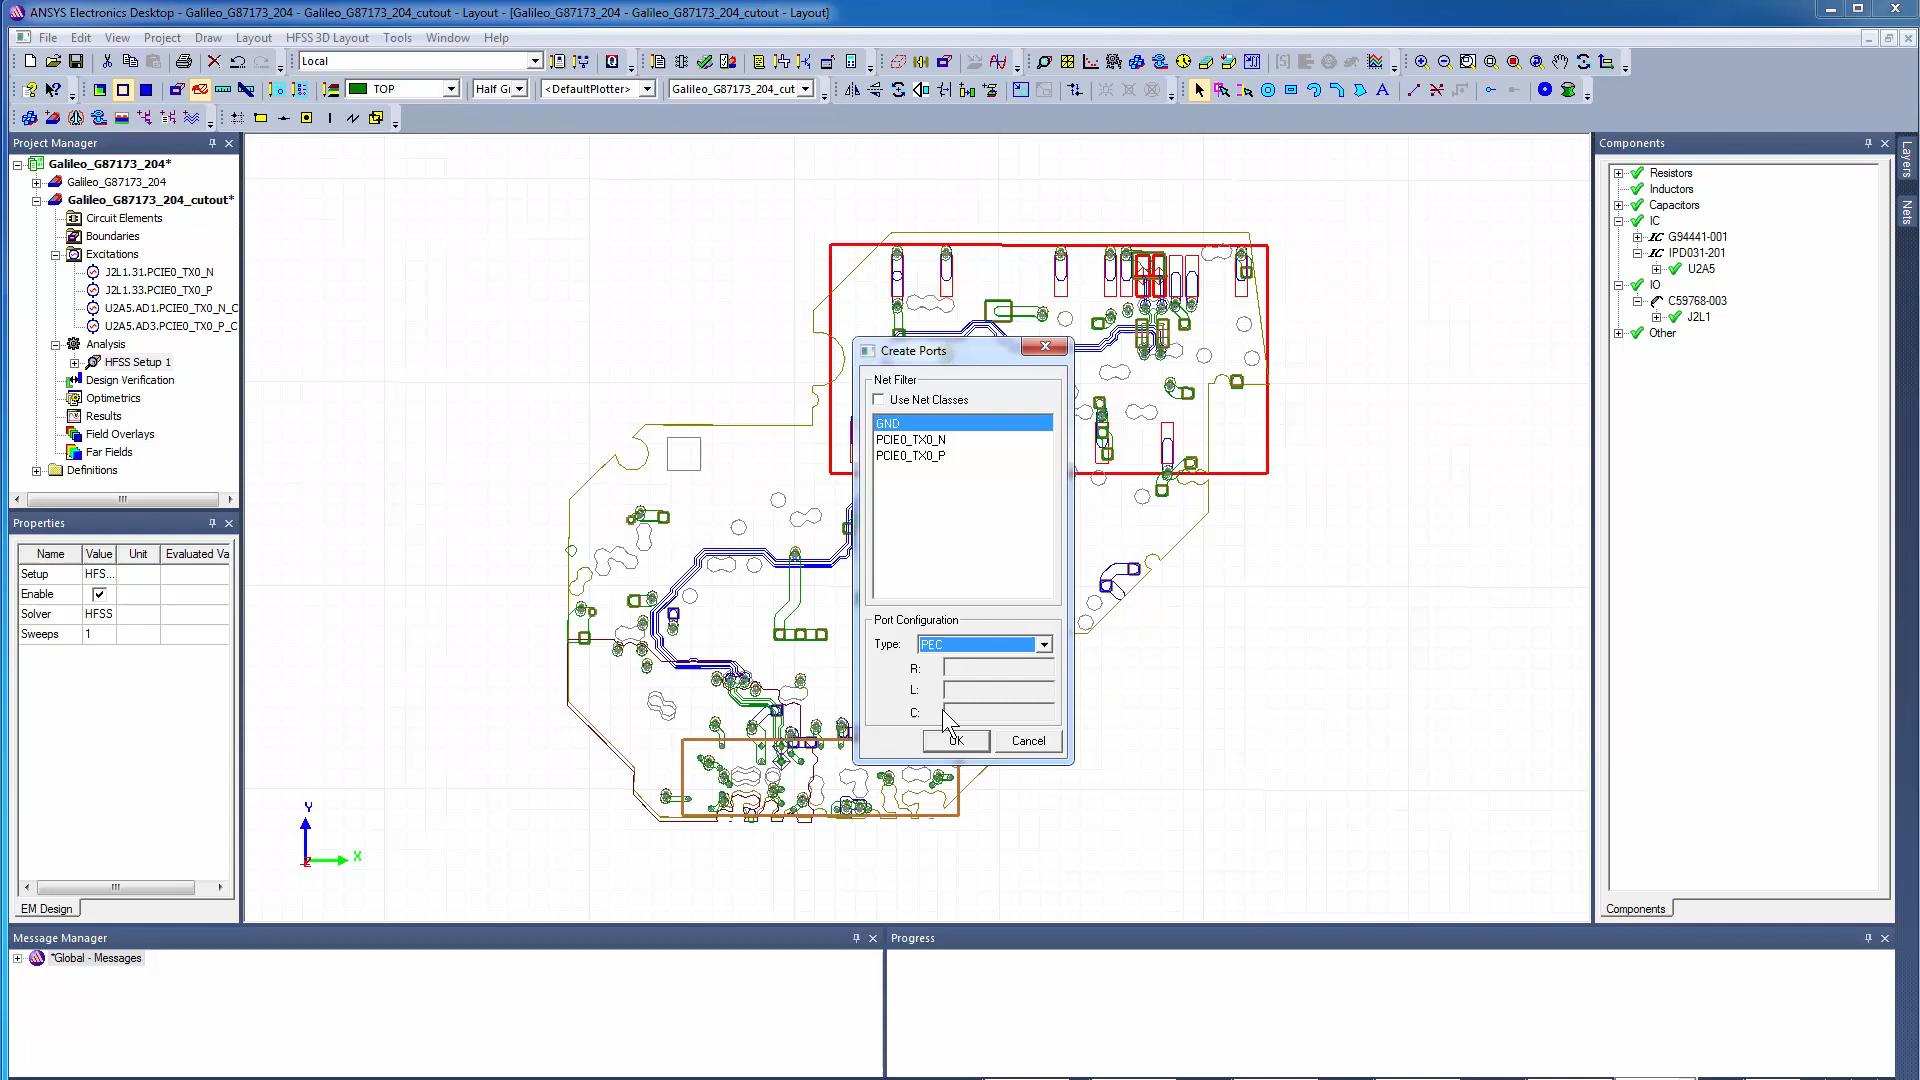 ANSYS Electronics Desktop - Galileo_G87173_204 - Galileo_G87173_204_cutout - Layout - [Galileo_G87173_204 - Galileo_G87173_204_cutout - Layout]
File Edit View Project Draw Layout HFSS 3D Layout Tools Window Help
Local
TOP Half Gr <DefaultPlotter> Galileo_G87173_204_cut
Project Manager
Galileo_G87173_204*
Galileo_G87173_204
Galileo_G87173_204_cutout*
Circuit Elements
Boundaries
Excitations
J2L1.31.PCIE0_TX0_N
J2L1.33.PCIE0_TX0_P
U2A5.AD1.PCIE0_TX0_N_C
U2A5.AD3.PCIE0_TX0_P_C
Analysis
HFSS Setup 1
Design Verification
Optimetrics
Results
Field Overlays
Far Fields
Definitions
Properties
Name Value Unit Evaluated Va
Setup HFS...
Enable
Solver HFSS
Sweeps 1
EM Design
Y
X
Z
Create Ports
Net Filter
Use Net Classes
GND
PCIE0_TX0_N
PCIE0_TX0_P
Port Configuration
Type: PEC
R:
L:
C:
OK Cancel
Components
Resistors
Inductors
Capacitors
IC
G94441-001
IPD031-201
U2A5
IO
C59768-003
J2L1
Other
Components
Layers
Nets
Message Manager
*Global - Messages
Progress